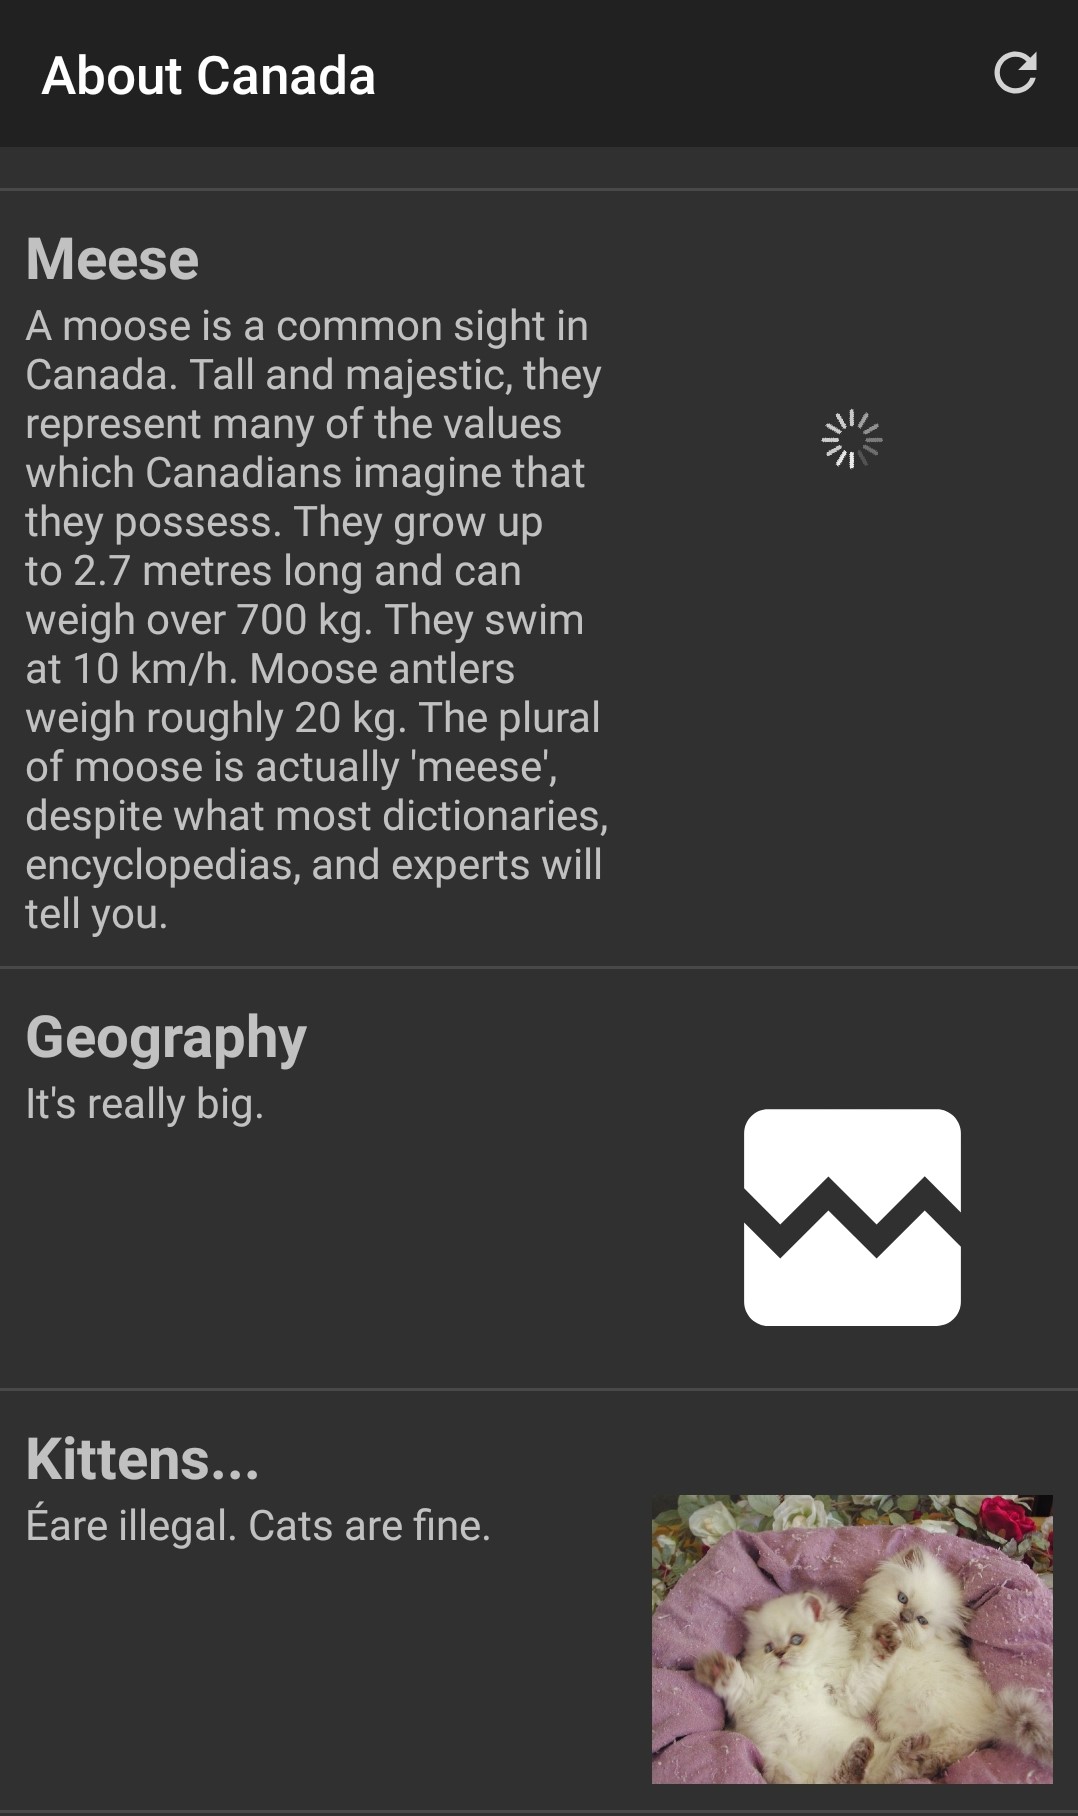 About Canada
Meese
A moose is a common sight in
Canada. Tall and majestic, they
represent many of the values
which Canadians imagine that
they possess. They grow up
to 2.7 metres long and can
weigh over 700 kg. They swim
at 10 km/h. Moose antlers
weigh roughly 20 kg. The plural
of moose is actually 'meese',
despite what most dictionaries,
encyclopedias, and experts will
tell you.
Geography
It's really big.
Kittens...
Éare illegal. Cats are fine.